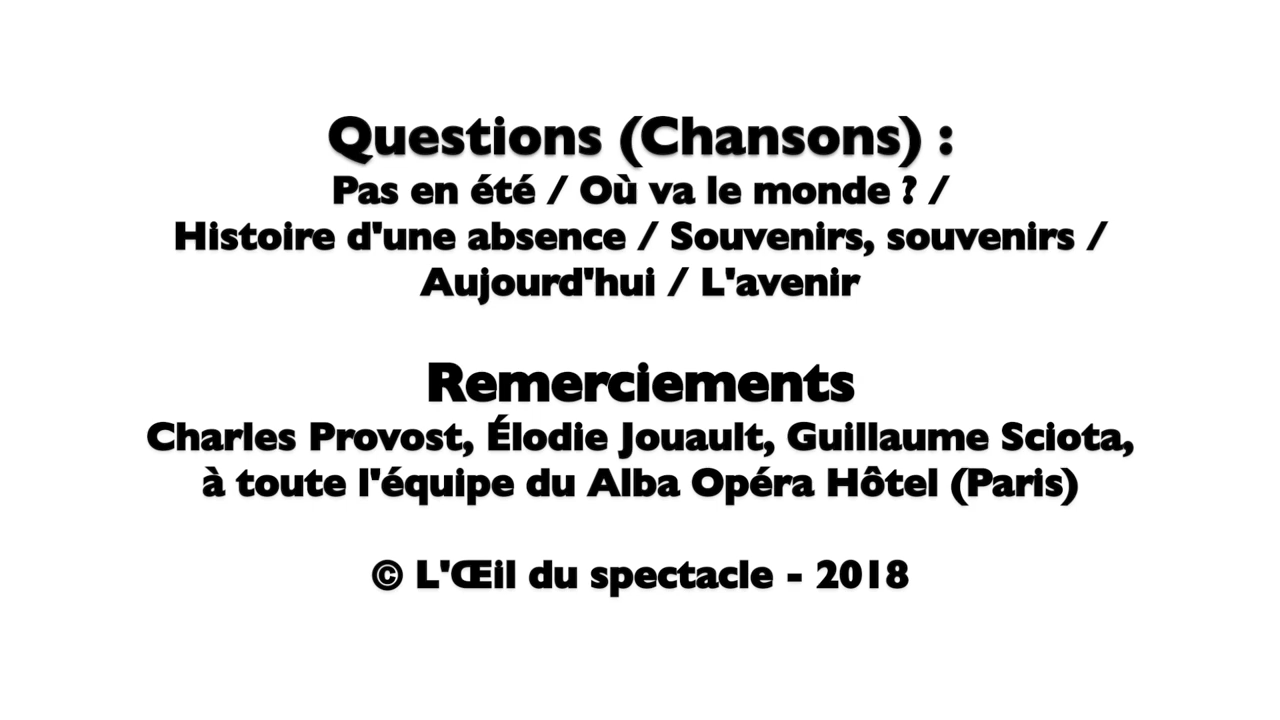 Questions (Chansons) :
Pas en été / Où va le monde ? /
Histoire d'une absence / Souvenirs, souvenirs /
Aujourd'hui / L'avenir
Remerciements
Charles Provost, Élodie Jouault, Guillaume Sciota,
à toute l'équipe du Alba Opéra Hôtel (Paris)
© L'Œil du spectacle - 2018